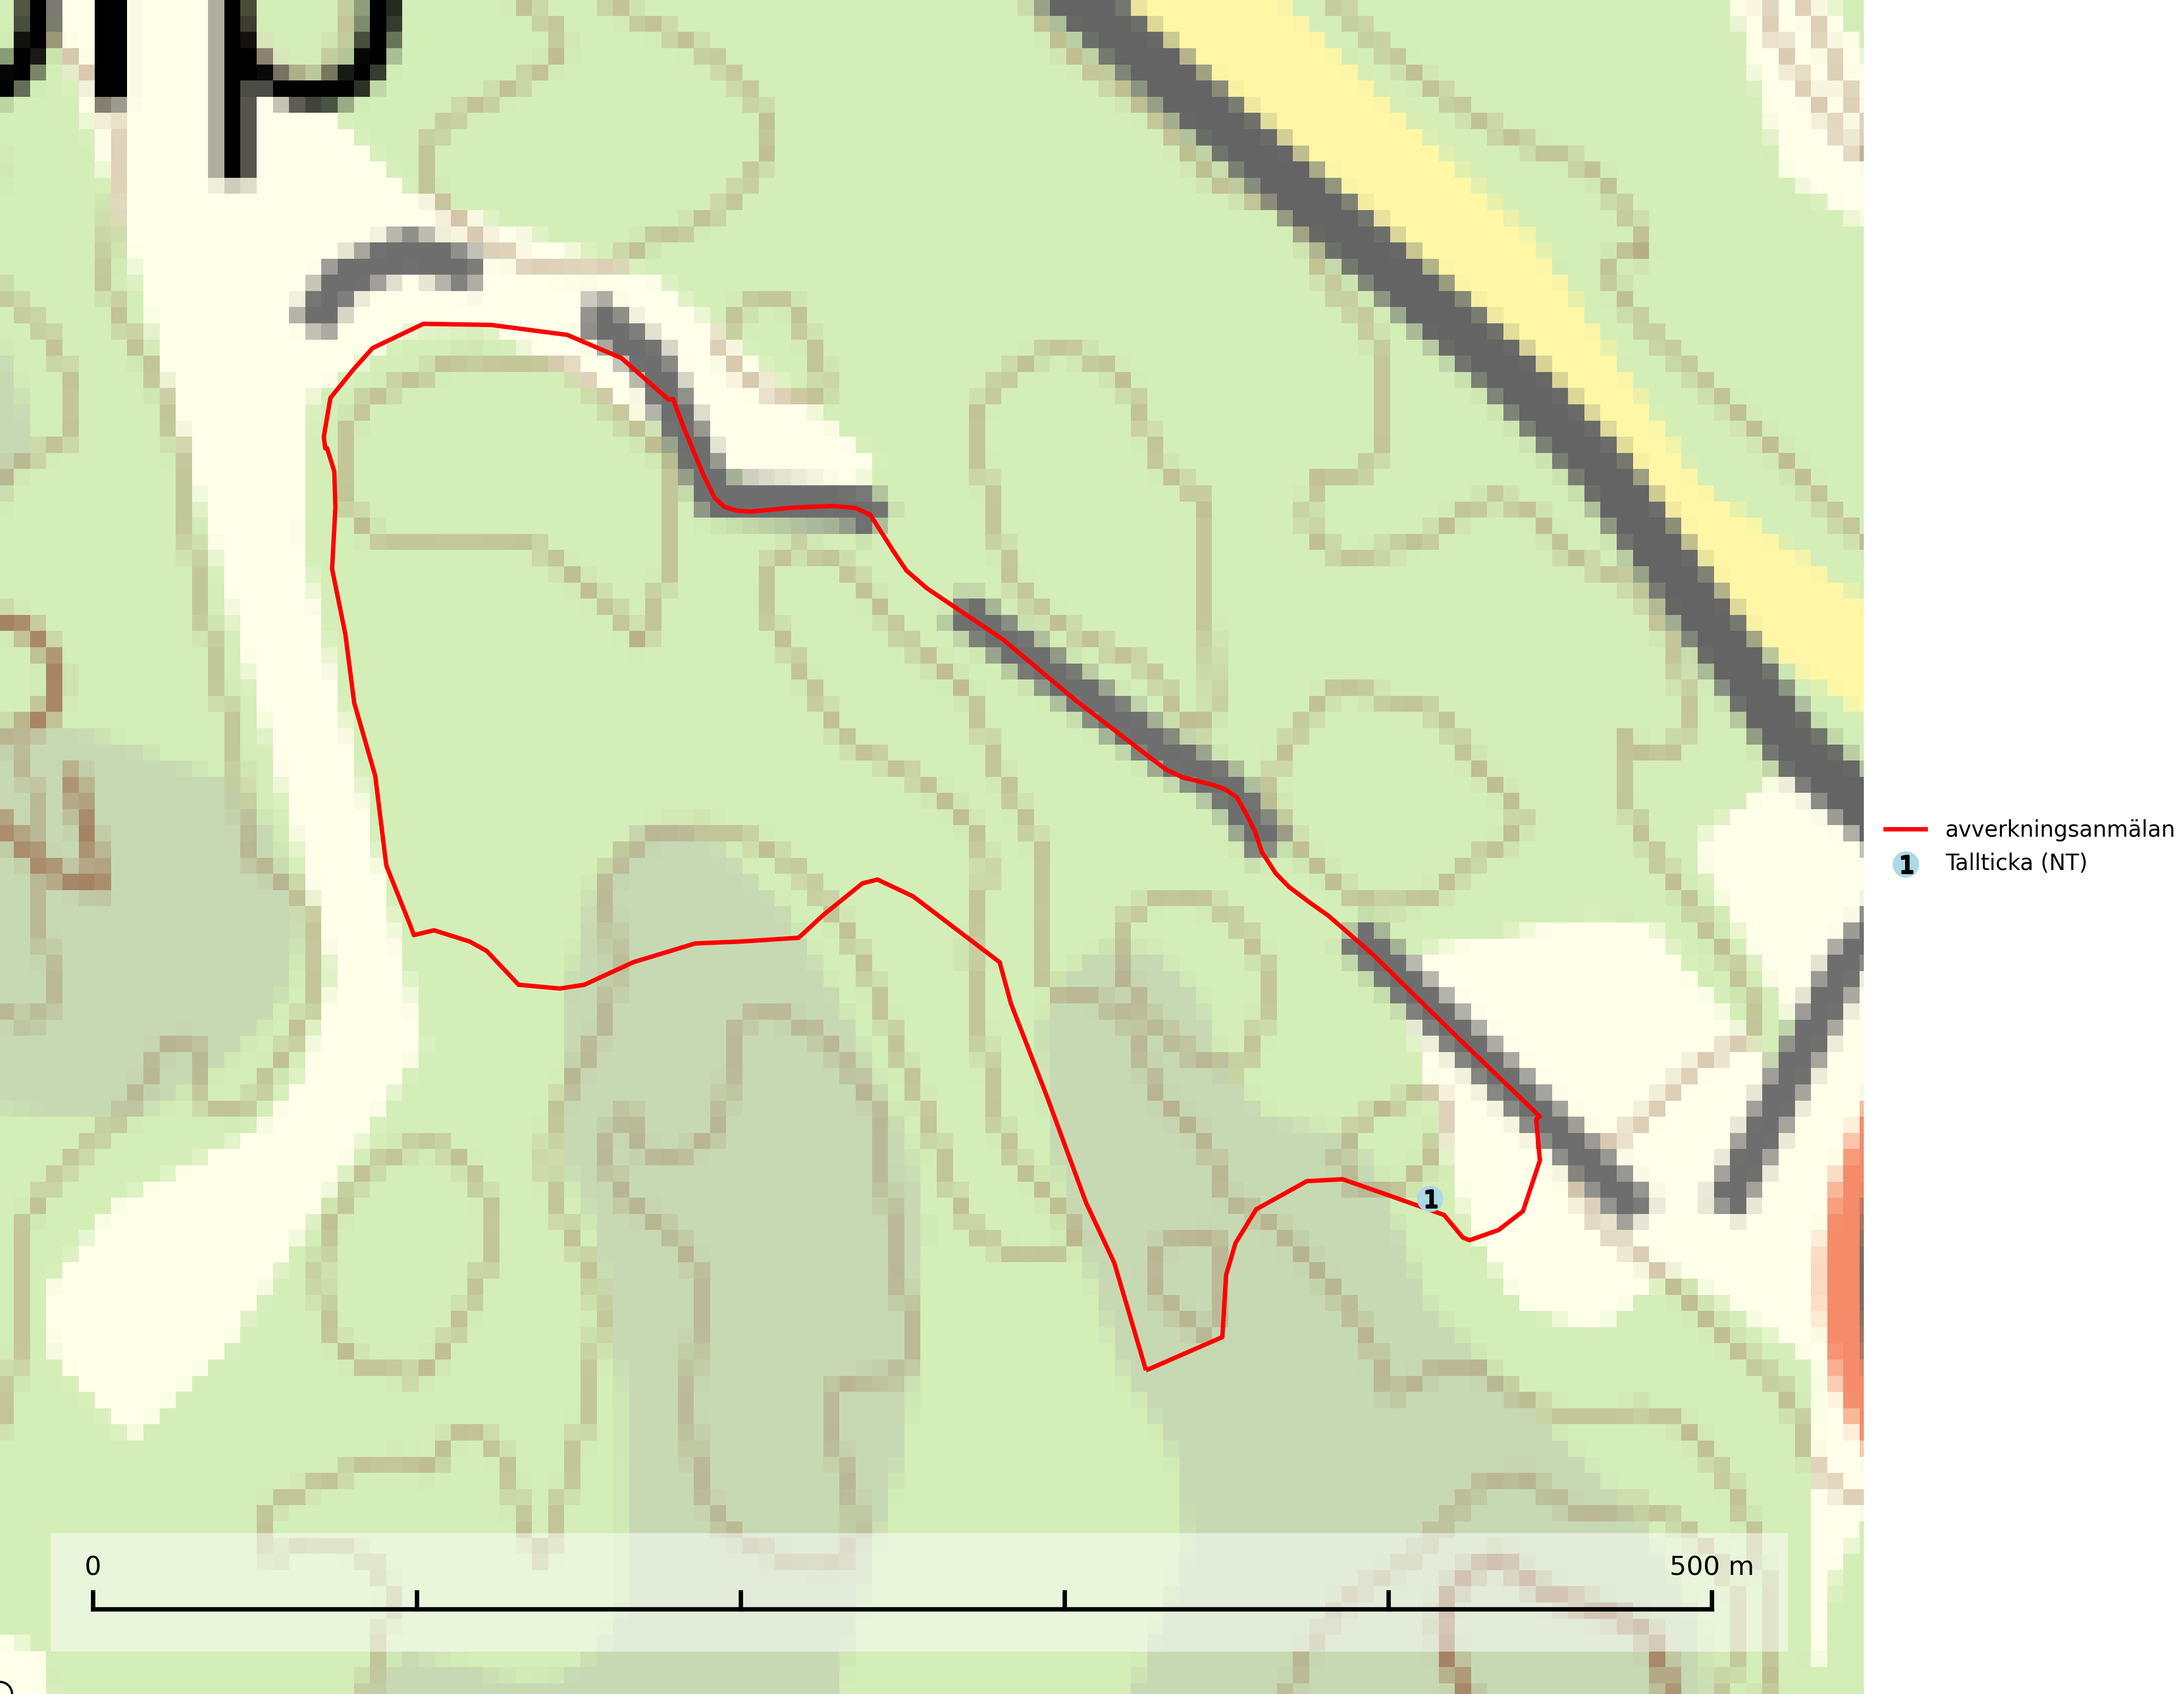 avverkningsanmälan
1 Tallticka (NT)
1
0 500 m